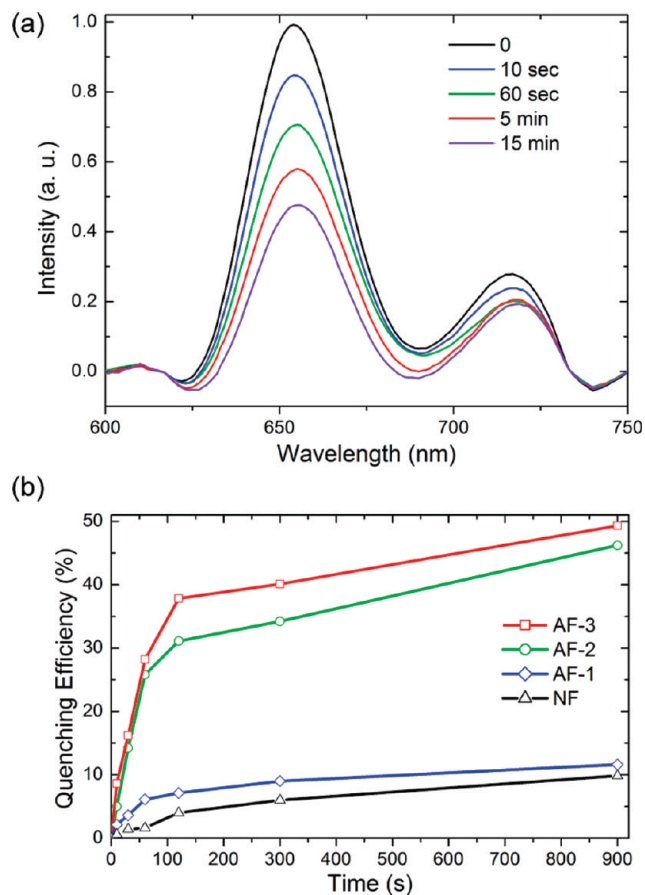 (a)
1.0
0.8
0.6
0.4
0.2
0.0
Intensity (a. u.)
0
10 sec
60 sec
5 min
15 min
600
650
700
750
Wavelength (nm)
(b)
50
40
30
20
10
0
Quenching Efficiency (%)
AF-3
AF-2
AF-1
NF
0 100 200 300 400 500 600 700 800 900
Time (s)